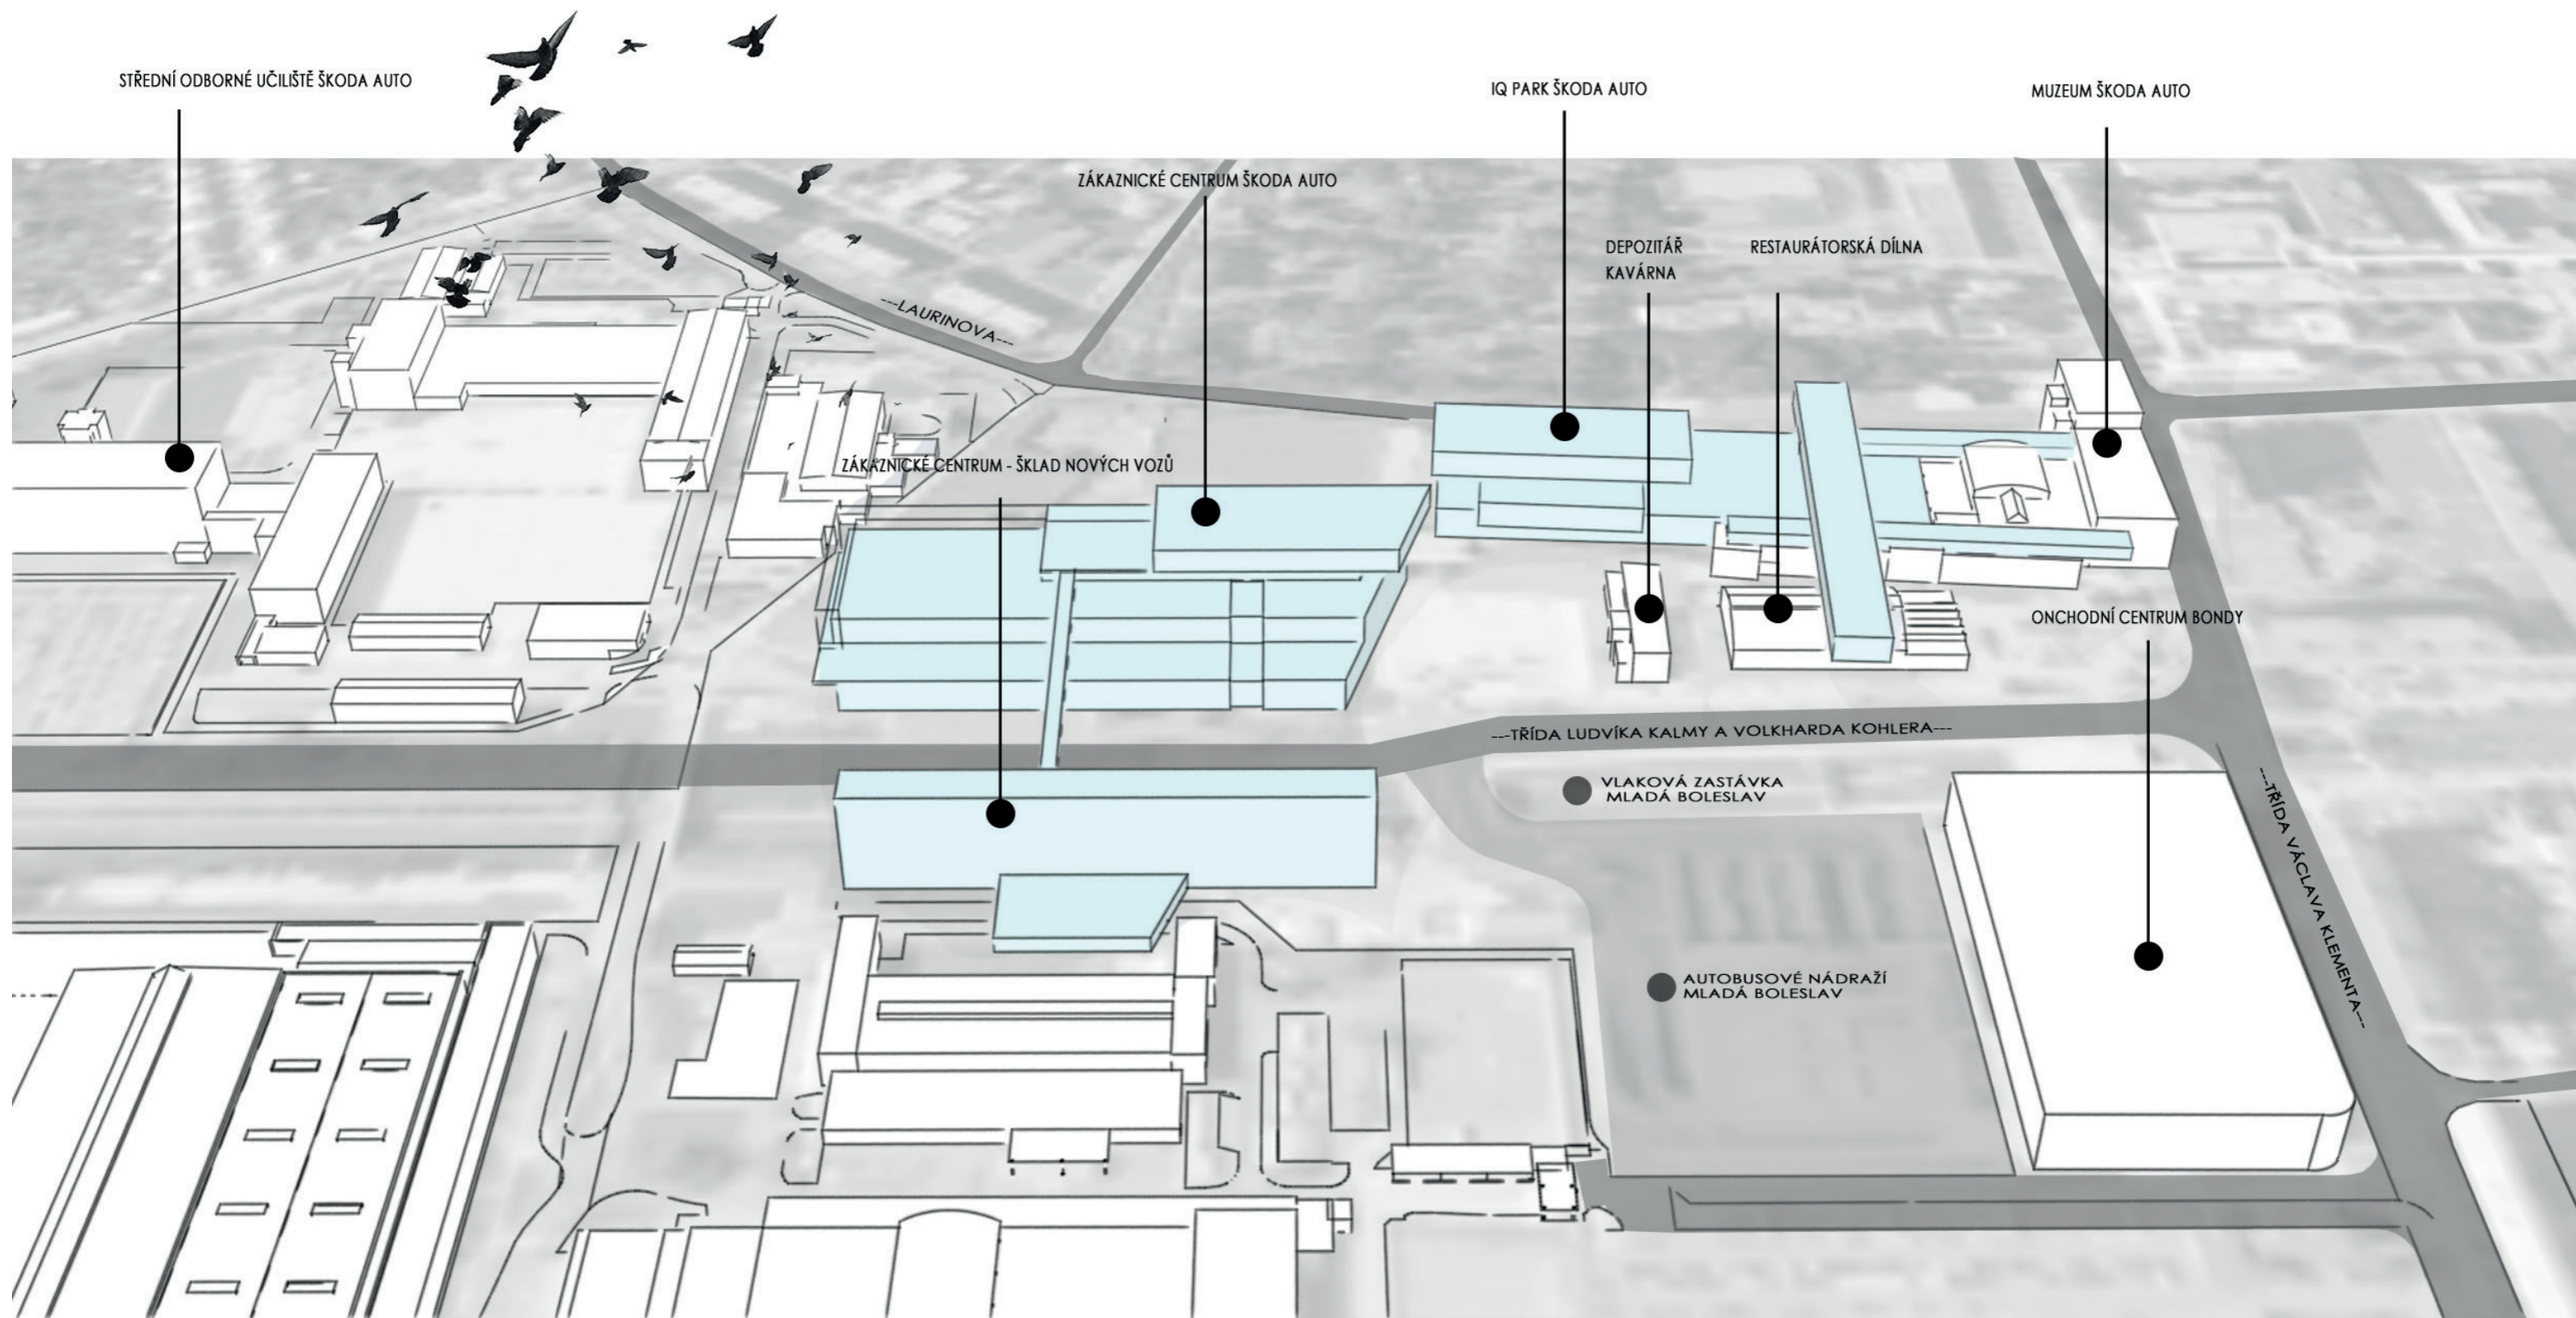 STŘEDNÍ ODBORNÉ UČILIŠTĚ ŠKODA AUTO
IQ PARK ŠKODA AUTO
MUZEUM ŠKODA AUTO
ZÁKAZNICKÉ CENTRUM ŠKODA AUTO
DEPOZITÁŘ
KAVÁRNA
RESTAURÁTORSKÁ DÍLNA
---LAURINOVA---
ZÁKAZNICKÉ CENTRUM - ŠKLAD NOVÝCH VOZŮ
ONCHODNÍ CENTRUM BONDY
---TŘÍDA LUDVÍKA KALMY A VOLKHARDA KOHLERA---
VLAKOVÁ ZASTÁVKA
MLADÁ BOLESLAV
---TŘÍDA VÁCLAVA KLEMENTA---
AUTOBUSOVÉ NÁDRAŽÍ
MLADÁ BOLESLAV